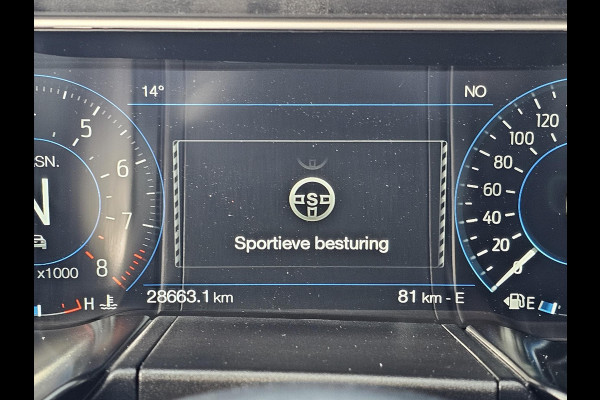 14° NO
SN.
5
6
7
8
x1000
S
Sportieve besturing
120
100
80
60
40
20
0
H
28663.1 km 81 km - E
E